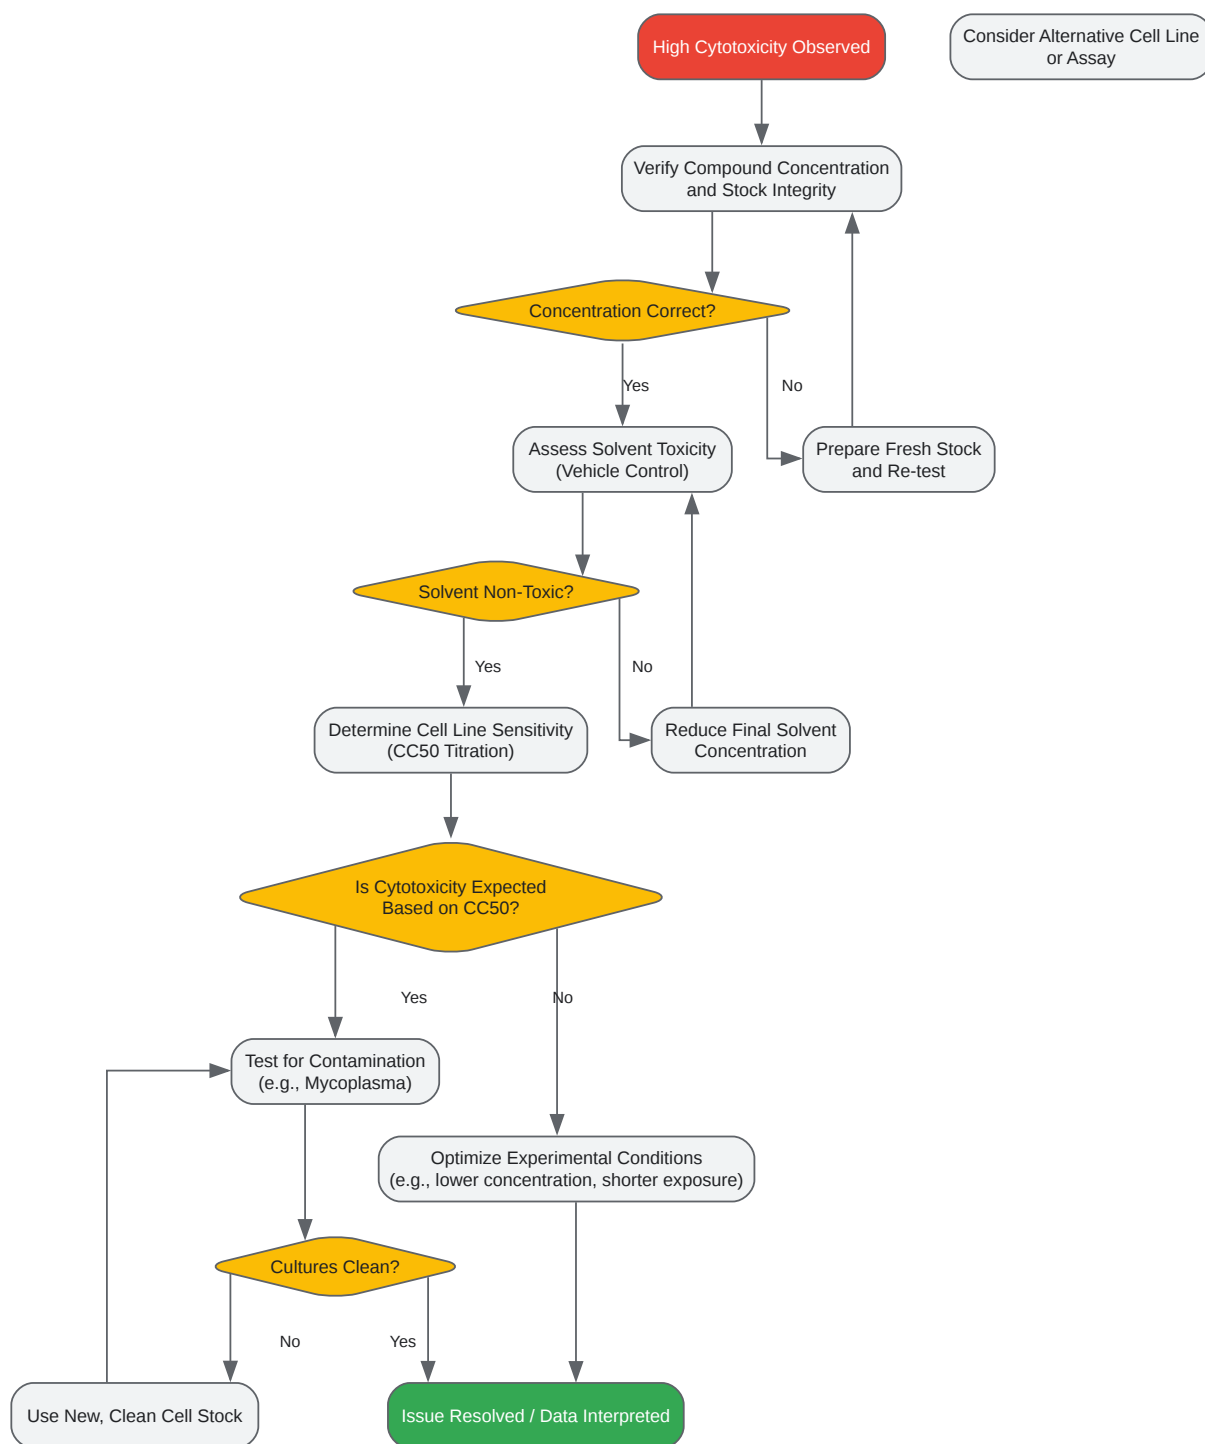 High Cytotoxicity Observed
Consider Alternative Cell Line
or Assay
Verify Compound Concentration
and Stock Integrity
Concentration Correct?
Yes
No
Assess Solvent Toxicity
(Vehicle Control)
Prepare Fresh Stock
and Re-test
Solvent Non-Toxic?
Yes
No
Determine Cell Line Sensitivity
(CC50 Titration)
Reduce Final Solvent
Concentration
Is Cytotoxicity Expected
Based on CC50?
Yes
No
Test for Contamination
(e.g., Mycoplasma)
Optimize Experimental Conditions
(e.g., lower concentration, shorter exposure)
Cultures Clean?
No
Yes
Use New, Clean Cell Stock
Issue Resolved / Data Interpreted